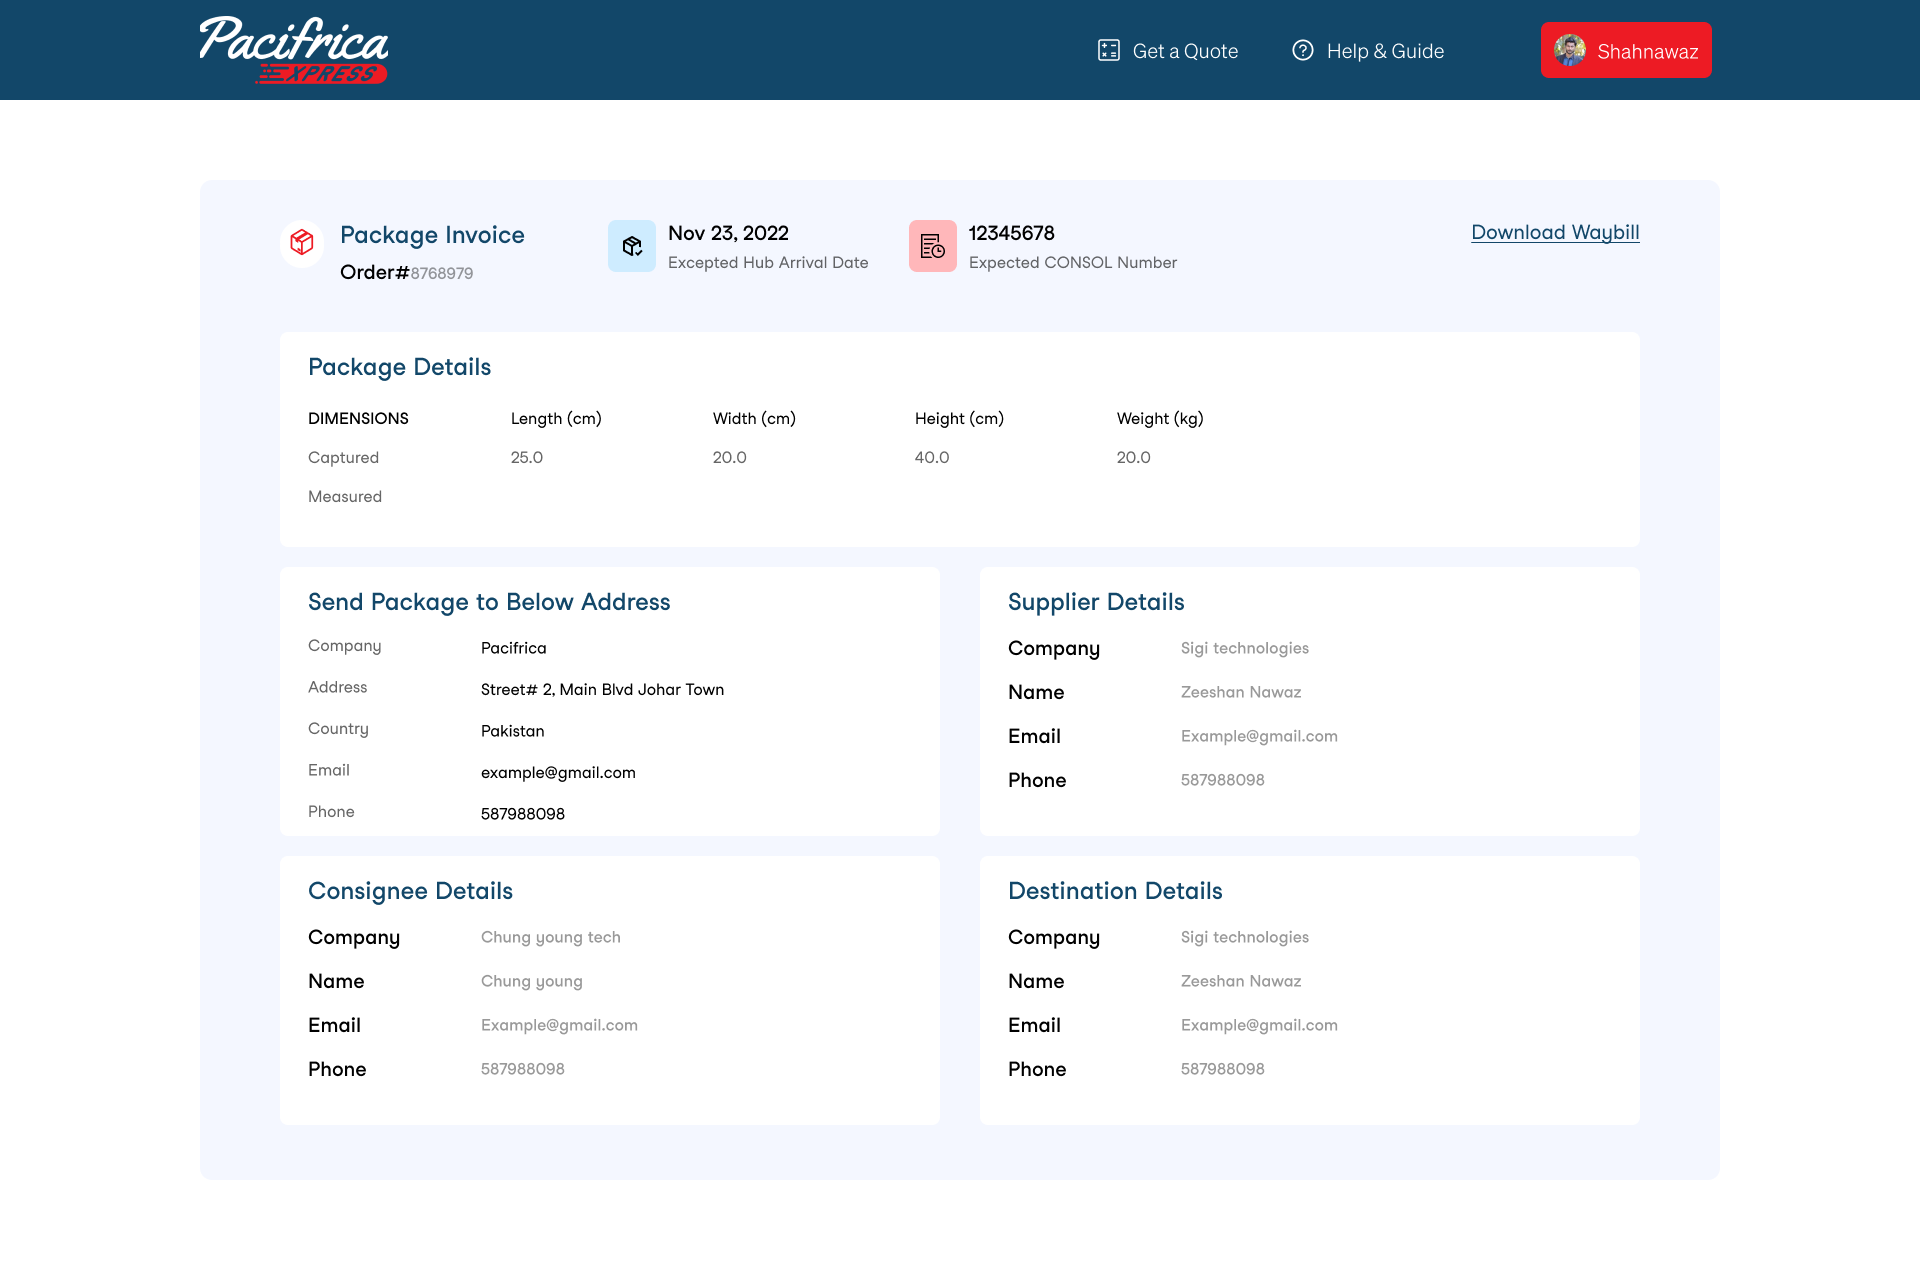 Pacifrica
XPRESS
Get a Quote
Help & Guide
Shahnawaz
Package Invoice
Order#8768979
Nov 23, 2022
Excepted Hub Arrival Date
12345678
Expected CONSOL Number
Download Waybill
Package Details
DIMENSIONS Length (cm) Width (cm) Height (cm) Weight (kg)
Captured 25.0 20.0 40.0 20.0
Measured
Send Package to Below Address
Company Pacifrica
Address Street# 2, Main Blvd Johar Town
Country Pakistan
Email example@gmail.com
Phone 587988098
Supplier Details
Company Sigi technologies
Name Zeeshan Nawaz
Email Example@gmail.com
Phone 587988098
Consignee Details
Company Chung young tech
Name Chung young
Email Example@gmail.com
Phone 587988098
Destination Details
Company Sigi technologies
Name Zeeshan Nawaz
Email Example@gmail.com
Phone 587988098